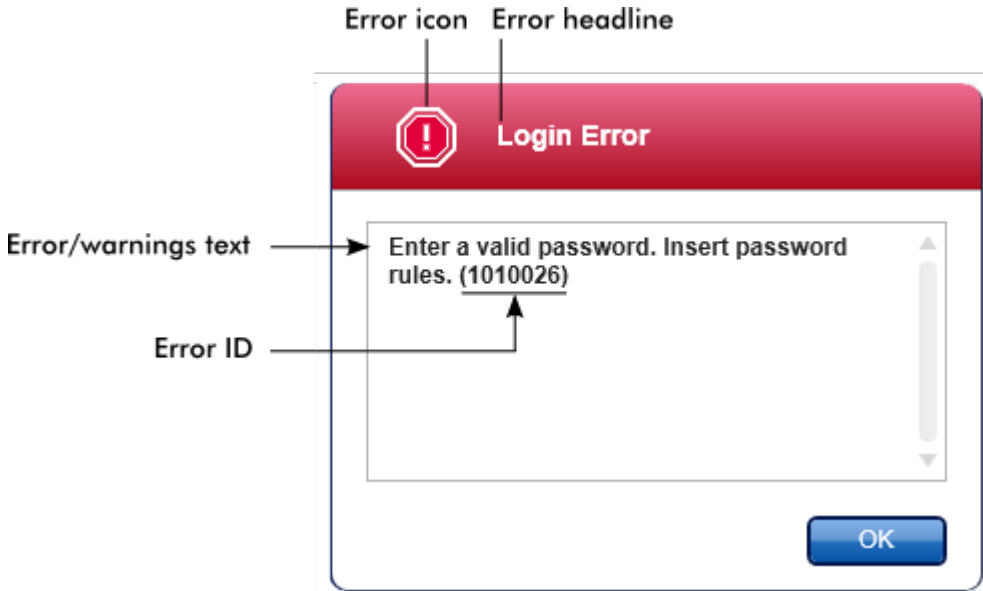 Error icon Error headline
! Login Error
Error/warnings text
Enter a valid password. Insert password
rules. (1010026)
Error ID
OK